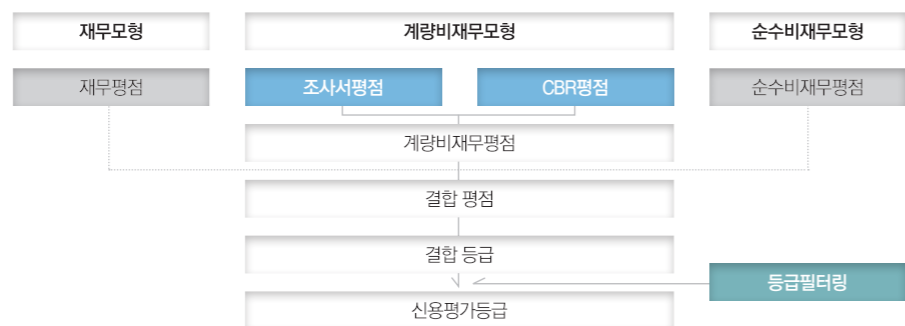 재무모형
계량비재무모형
순수비재무모형
재무평점
조사서평점
CBR평점
순수비재무평점
계량비재무평점
결합 평점
결합 등급
등급필터링
신용평가등급